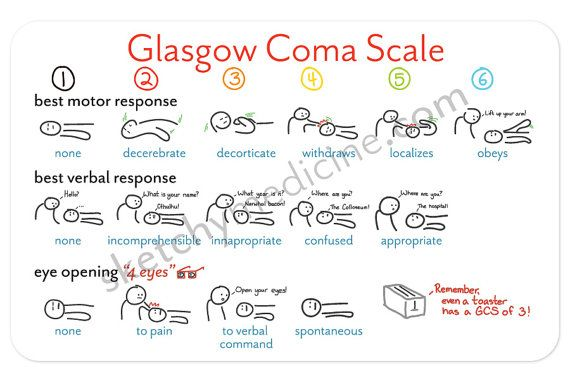 Glasgow Coma Scale
1 2 3 4 5 6
best motor response
Lift up your arm!
none decerebrate decorticate withdraws localizes obeys
best verbal response
Hello? What is your name? What year is it? Where are you? Where are you?
... Othnlhu! Narwhal bacon! The Colloseum! The hospital!
none incomprehensible innapropriate confused appropriate
eye opening "4 eyes"
Open your eyes!
none to pain to verbal command spontaneous
Remember,
even a toaster
has a GCS of 3!
sketchymedicine.com